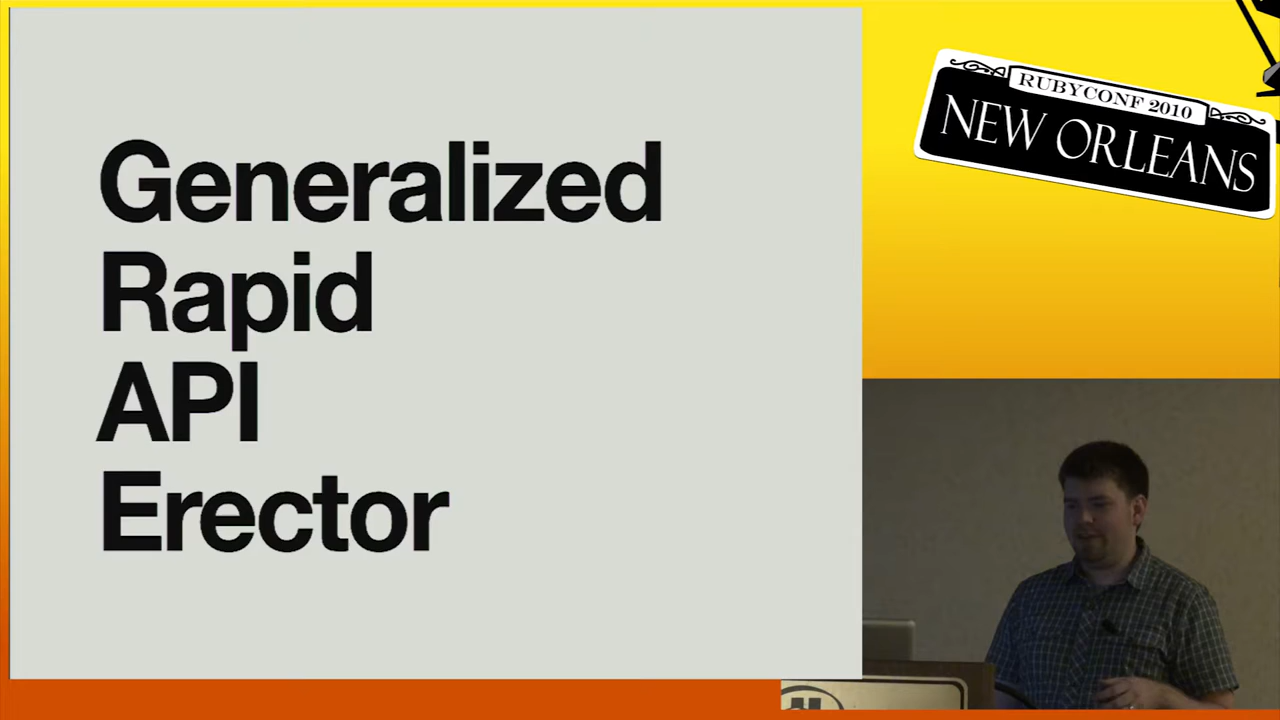 Generalized
Rapid
API
Erector
RUBYCONF 2010
NEW ORLEANS